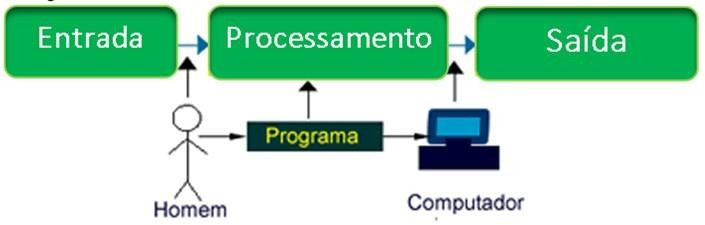 Entrada
Processamento
Saída
Programa
Homem
Computador